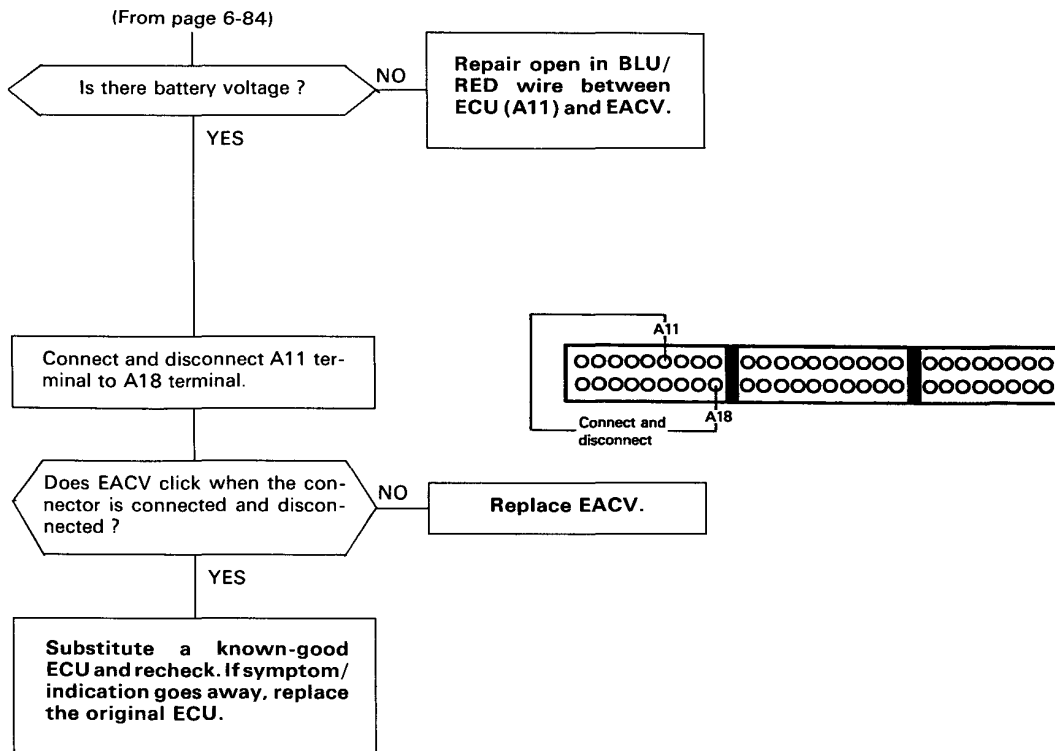 (From page 6-84)
Is there battery voltage ?
NO
Repair open in BLU/
RED wire between
ECU (A11) and EACV.
YES
Connect and disconnect A11 ter-
minal to A18 terminal.
A11
A18
Connect and
disconnect
Does EACV click when the con-
nector is connected and discon-
nected ?
NO
Replace EACV.
YES
Substitute a known-good
ECU and recheck. If symptom/
indication goes away, replace
the original ECU.